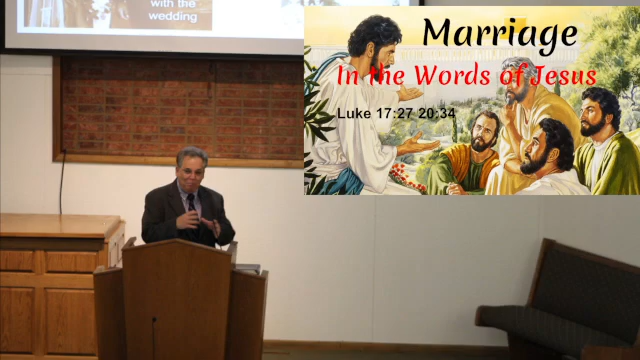 with the
wedding
Marriage
In the Words of Jesus
Luke 17:27 20:34